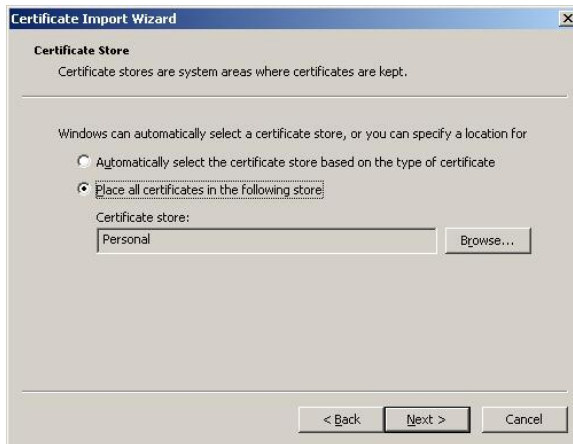 Certificate Import Wizard
Certificate Store
Certificate stores are system areas where certificates are kept.
Windows can automatically select a certificate store, or you can specify a location for
Automatically select the certificate store based on the type of certificate
Place all certificates in the following store
Certificate store:
Personal
Browse...
< Back Next > Cancel